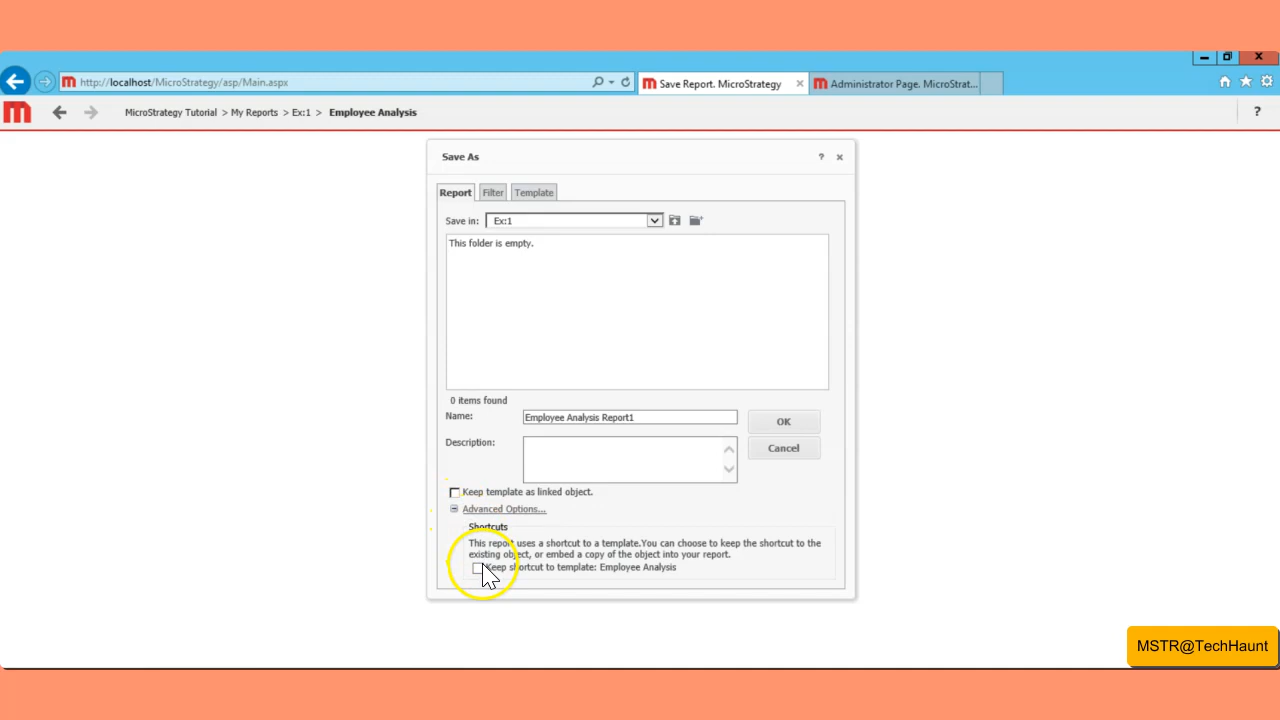 http://localhost/MicroStrategy/asp/Main.aspx
Save Report. MicroStrategy
Administrator Page. MicroStrat...
MicroStrategy Tutorial > My Reports > Ex:1 > Employee Analysis
?
Save As
?
Report
Filter
Template
Save in:
Ex:1
This folder is empty.
0 items found
Name:
Employee Analysis Report1
OK
Description:
Cancel
Keep template as linked object.
Advanced Options...
Shortcuts
This report uses a shortcut to a template.You can choose to keep the shortcut to the
existing object, or embed a copy of the object into your report.
Keep shortcut to template: Employee Analysis
MSTR@TechHaunt